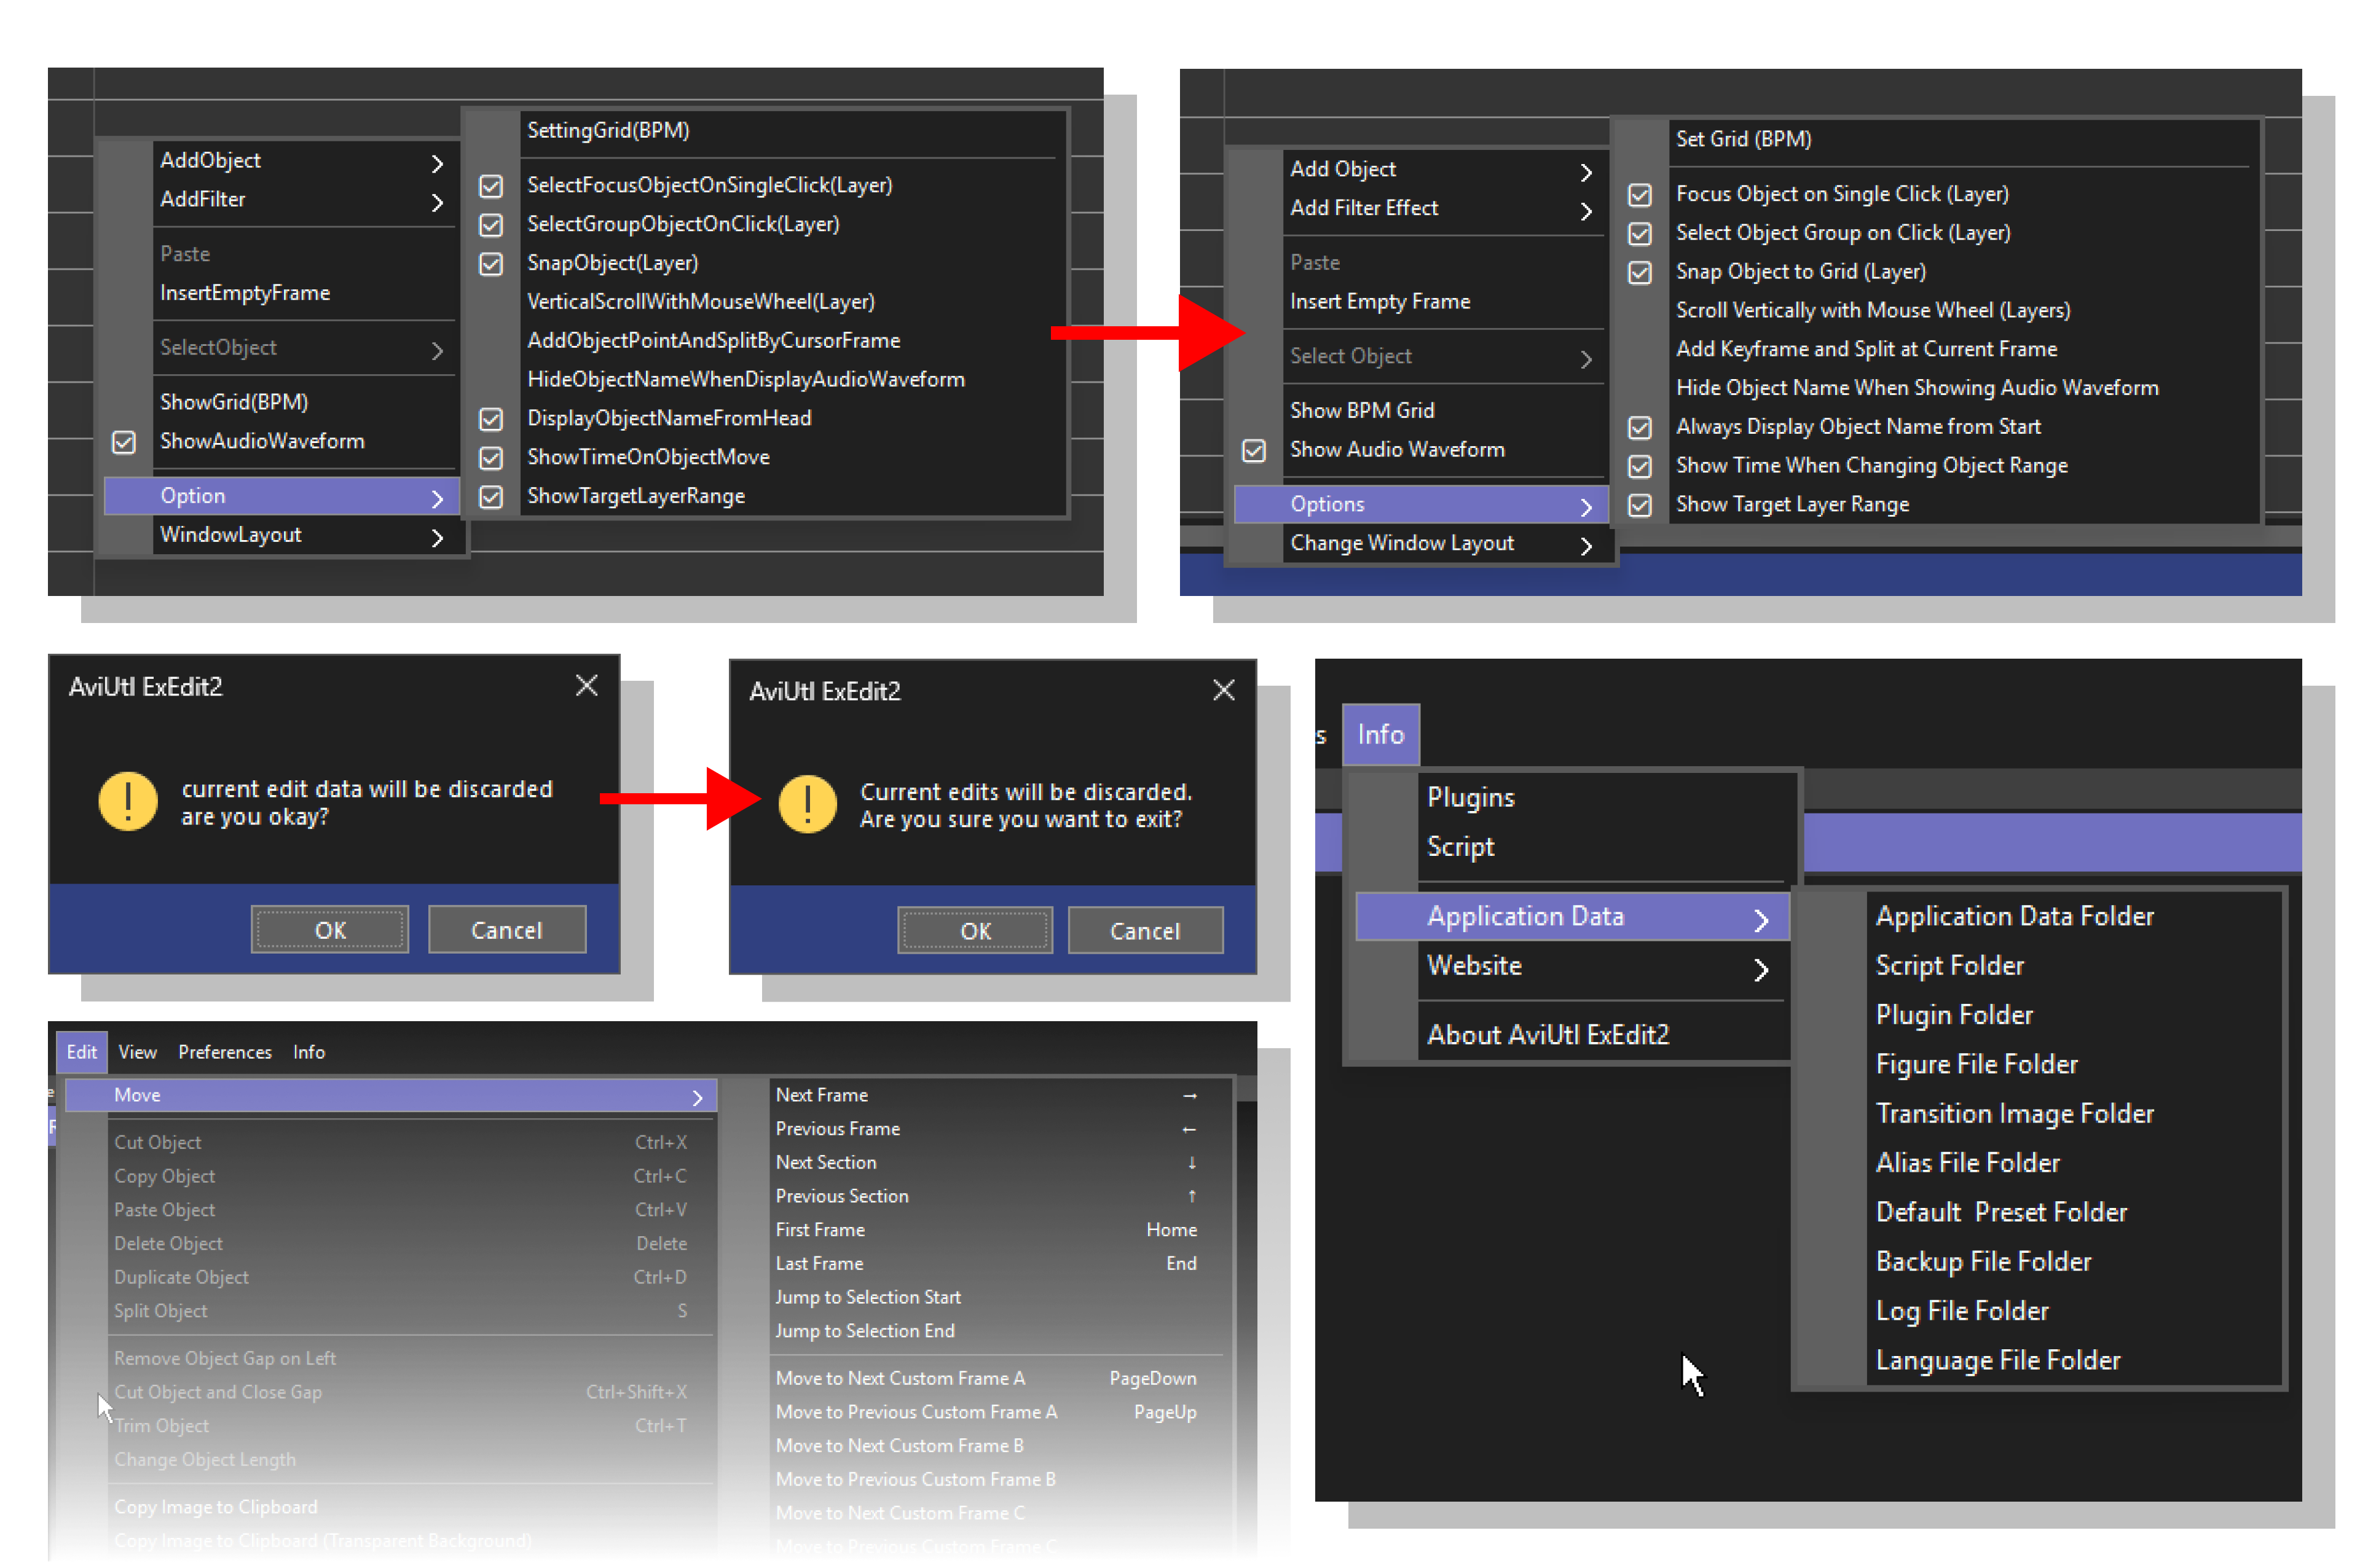 AddObject
AddFilter
Paste
InsertEmptyFrame
SelectObject
ShowGrid(BPM)
ShowAudioWaveform
Option
WindowLayout
SettingGrid(BPM)
SelectFocusObjectOnSingleClick(Layer)
SelectGroupObjectOnClick(Layer)
SnapObject(Layer)
VerticalScrollWithMouseWheel(Layer)
AddObjectPointAndSplitByCursorFrame
HideObjectNameWhenDisplayAudioWaveform
DisplayObjectNameFromHead
ShowTimeOnObjectMove
ShowTargetLayerRange
Add Object
Add Filter Effect
Paste
Insert Empty Frame
Select Object
Show BPM Grid
Show Audio Waveform
Options
Change Window Layout
Set Grid (BPM)
Focus Object on Single Click (Layer)
Select Object Group on Click (Layer)
Snap Object to Grid (Layer)
Scroll Vertically with Mouse Wheel (Layers)
Add Keyframe and Split at Current Frame
Hide Object Name When Showing Audio Waveform
Always Display Object Name from Start
Show Time When Changing Object Range
Show Target Layer Range
AviUtl ExEdit2
current edit data will be discarded
are you okay?
OK Cancel
AviUtl ExEdit2
Current edits will be discarded.
Are you sure you want to exit?
OK Cancel
s Info
Plugins
Script
Application Data
Website
About AviUtl ExEdit2
Application Data Folder
Script Folder
Plugin Folder
Figure File Folder
Transition Image Folder
Alias File Folder
Default  Preset Folder
Backup File Folder
Log File Folder
Language File Folder
Edit View Preferences Info
Move
Cut Object Ctrl+X
Copy Object Ctrl+C
Paste Object Ctrl+V
Delete Object Delete
Duplicate Object Ctrl+D
Split Object S
Remove Object Gap on Left
Cut Object and Close Gap Ctrl+Shift+X
Trim Object Ctrl+T
Change Object Length
Copy Image to Clipboard
Copy Image to Clipboard (Transparent Background)
Next Frame →
Previous Frame ←
Next Section ↓
Previous Section ↑
First Frame Home
Last Frame End
Jump to Selection Start
Jump to Selection End
Move to Next Custom Frame A PageDown
Move to Previous Custom Frame A PageUp
Move to Next Custom Frame B
Move to Previous Custom Frame B
Move to Next Custom Frame C
Move to Previous Custom Frame C